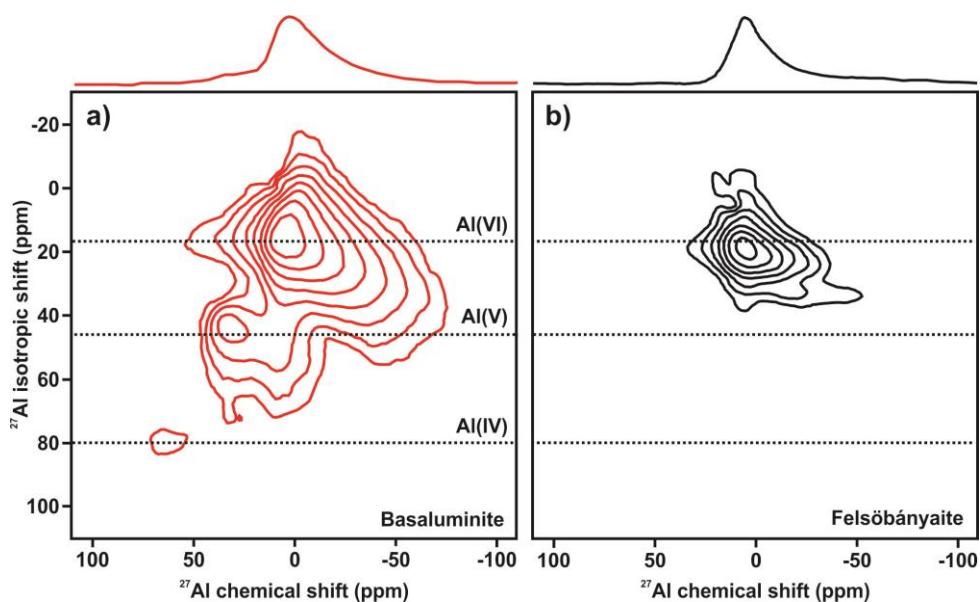 a)
b)
-20
0
20
40
60
80
100
²⁷Al isotropic shift (ppm)
Al(VI)
Al(V)
Al(IV)
Basaluminite
Felsöbányaite
100 50 0 -50 -100
100 50 0 -50 -100
²⁷Al chemical shift (ppm)
²⁷Al chemical shift (ppm)